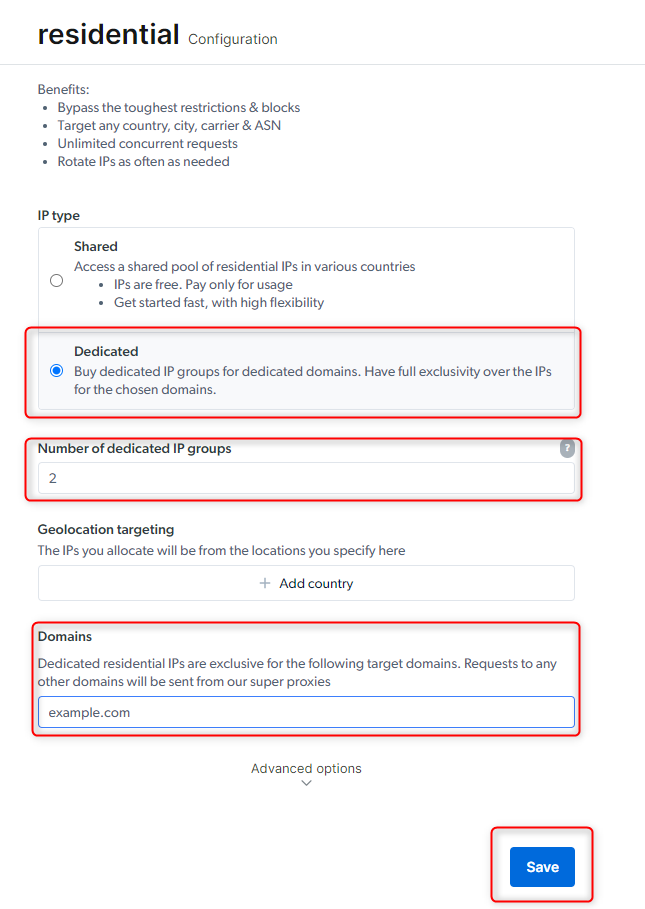 residential Configuration
Benefits:
Bypass the toughest restrictions & blocks
Target any country, city, carrier & ASN
Unlimited concurrent requests
Rotate IPs as often as needed
IP type
Shared
Access a shared pool of residential IPs in various countries
IPs are free. Pay only for usage
Get started fast, with high flexibility
Dedicated
Buy dedicated IP groups for dedicated domains. Have full exclusivity over the IPs
for the chosen domains.
Number of dedicated IP groups ?
2
Geolocation targeting
The IPs you allocate will be from the locations you specify here
+ Add country
Domains
Dedicated residential IPs are exclusive for the following target domains. Requests to any
other domains will be sent from our super proxies
example.com
Advanced options
Save